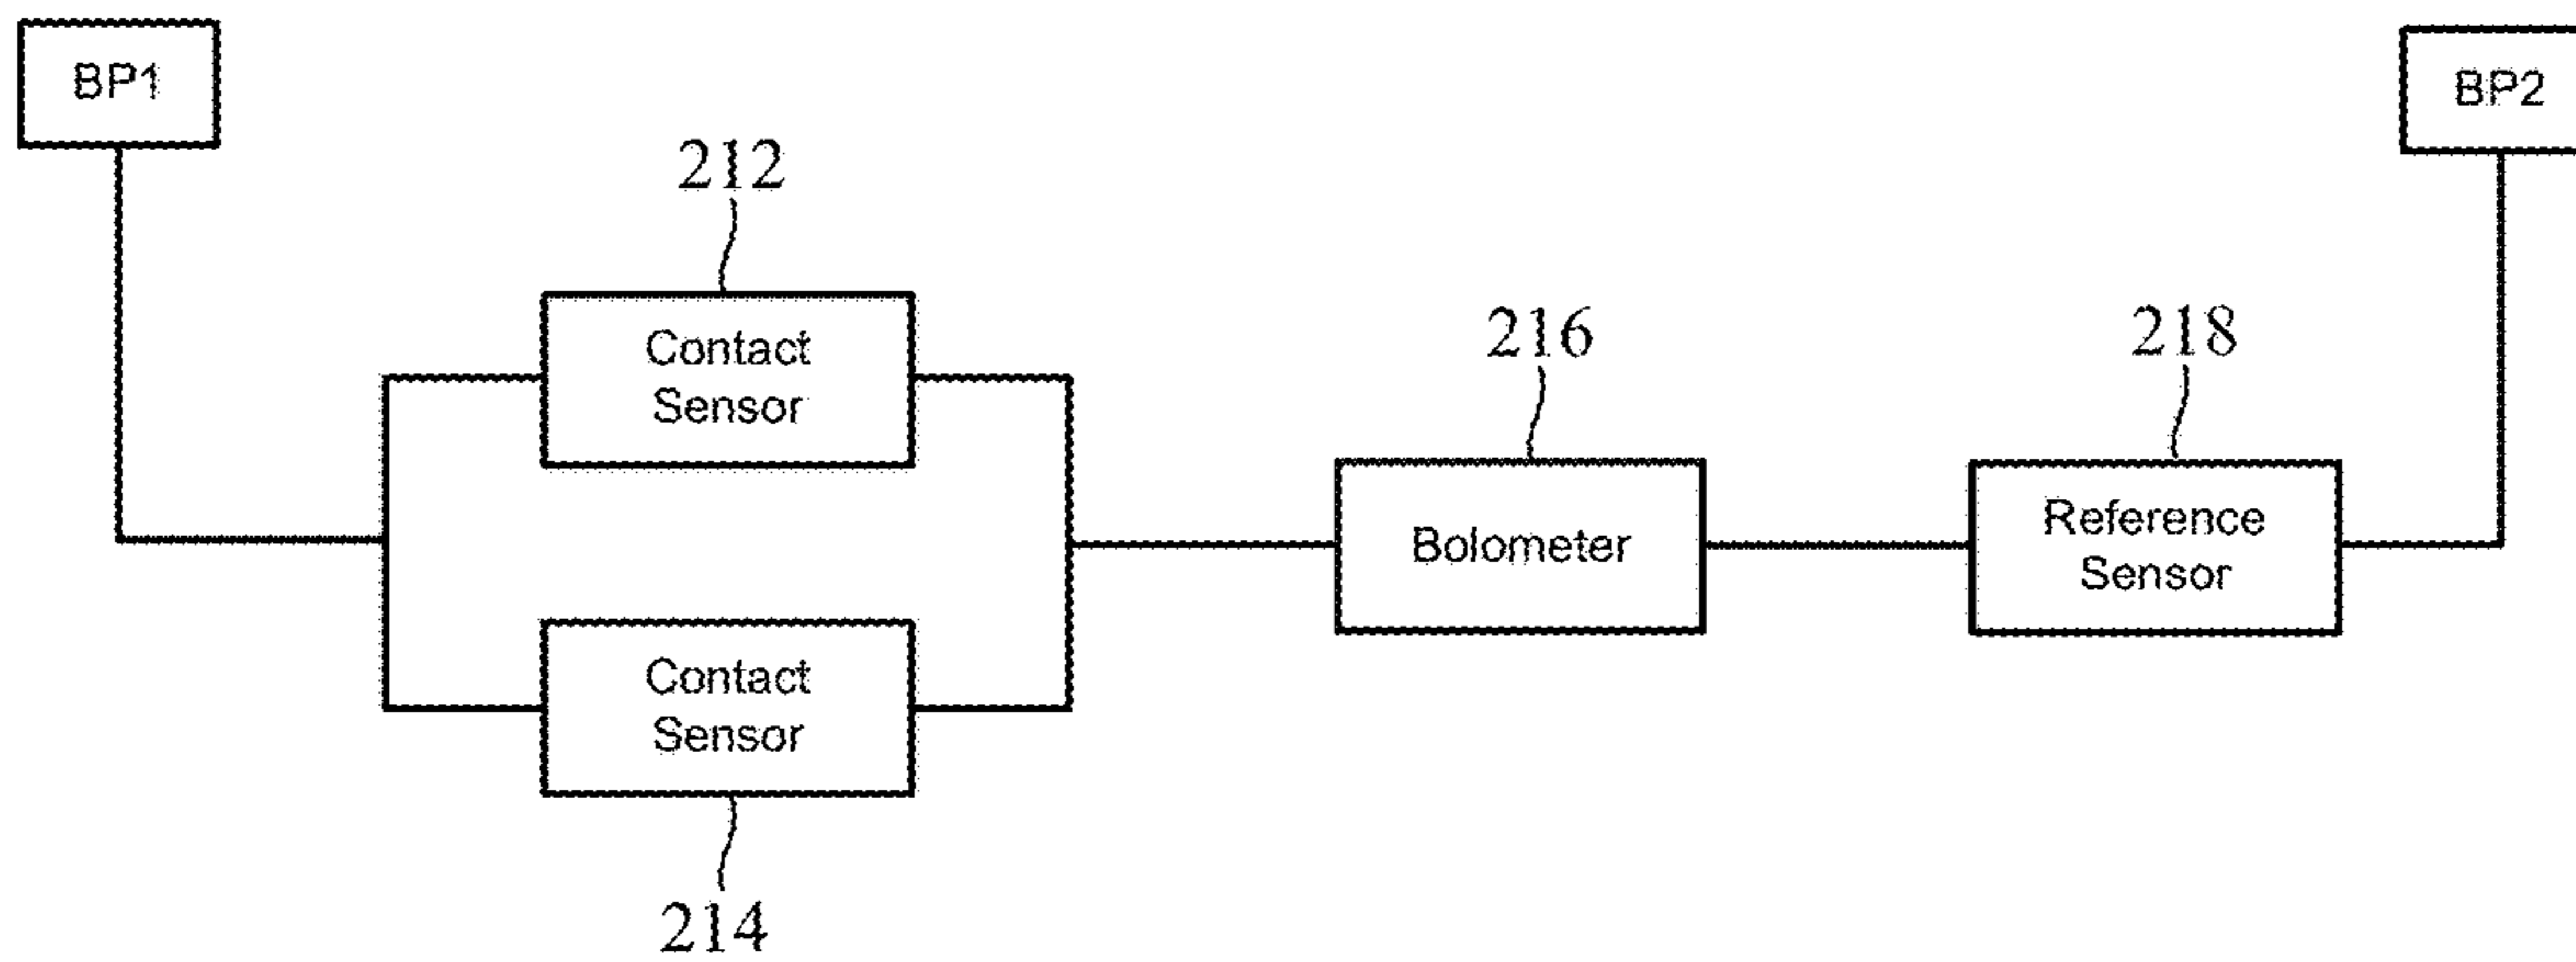 BP1
BP2
212
Contact
Sensor
216
218
Bolometer
Reference
Sensor
Contact
Sensor
214